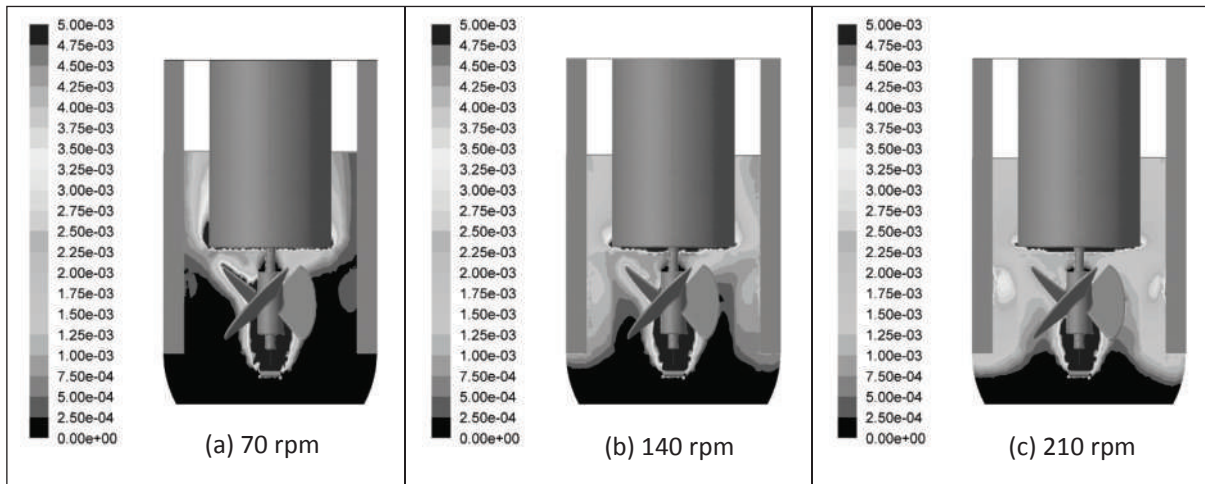 5.00e-03
4.75e-03
4.50e-03
4.25e-03
4.00e-03
3.75e-03
3.50e-03
3.25e-03
3.00e-03
2.75e-03
2.50e-03
2.25e-03
2.00e-03
1.75e-03
1.50e-03
1.25e-03
1.00e-03
7.50e-04
5.00e-04
2.50e-04
0.00e+00
(a) 70 rpm
5.00e-03
4.75e-03
4.50e-03
4.25e-03
4.00e-03
3.75e-03
3.50e-03
3.25e-03
3.00e-03
2.75e-03
2.50e-03
2.25e-03
2.00e-03
1.75e-03
1.50e-03
1.25e-03
1.00e-03
7.50e-04
5.00e-04
2.50e-04
0.00e+00
(b) 140 rpm
5.00e-03
4.75e-03
4.50e-03
4.25e-03
4.00e-03
3.75e-03
3.50e-03
3.25e-03
3.00e-03
2.75e-03
2.50e-03
2.25e-03
2.00e-03
1.75e-03
1.50e-03
1.25e-03
1.00e-03
7.50e-04
5.00e-04
2.50e-04
0.00e+00
(c) 210 rpm